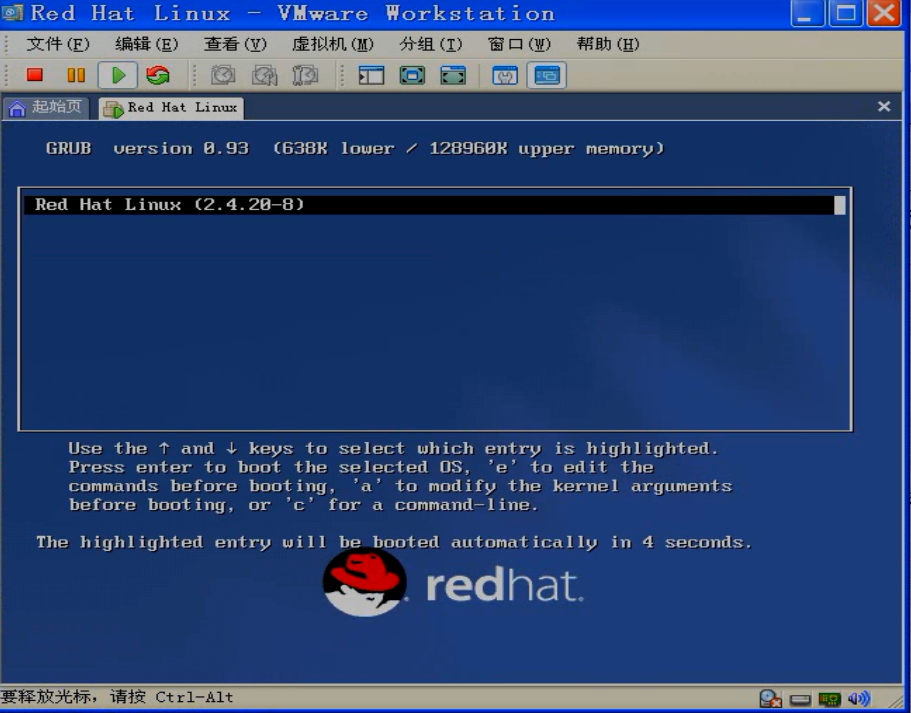 Red Hat Linux - VMware Workstation
文件(F) 编辑(E) 查看(V) 虚拟机(M) 分组(T) 窗口(W) 帮助(H)
起始页 Red Hat Linux
GRUB version 0.93 (638K lower / 128960K upper memory)
Red Hat Linux (2.4.20-8)
Use the ↑ and ↓ keys to select which entry is highlighted.
Press enter to boot the selected OS, 'e' to edit the
commands before booting, 'a' to modify the kernel arguments
before booting, or 'c' for a command-line.
The highlighted entry will be booted automatically in 4 seconds.
redhat.
要释放光标，请按 Ctrl-Alt